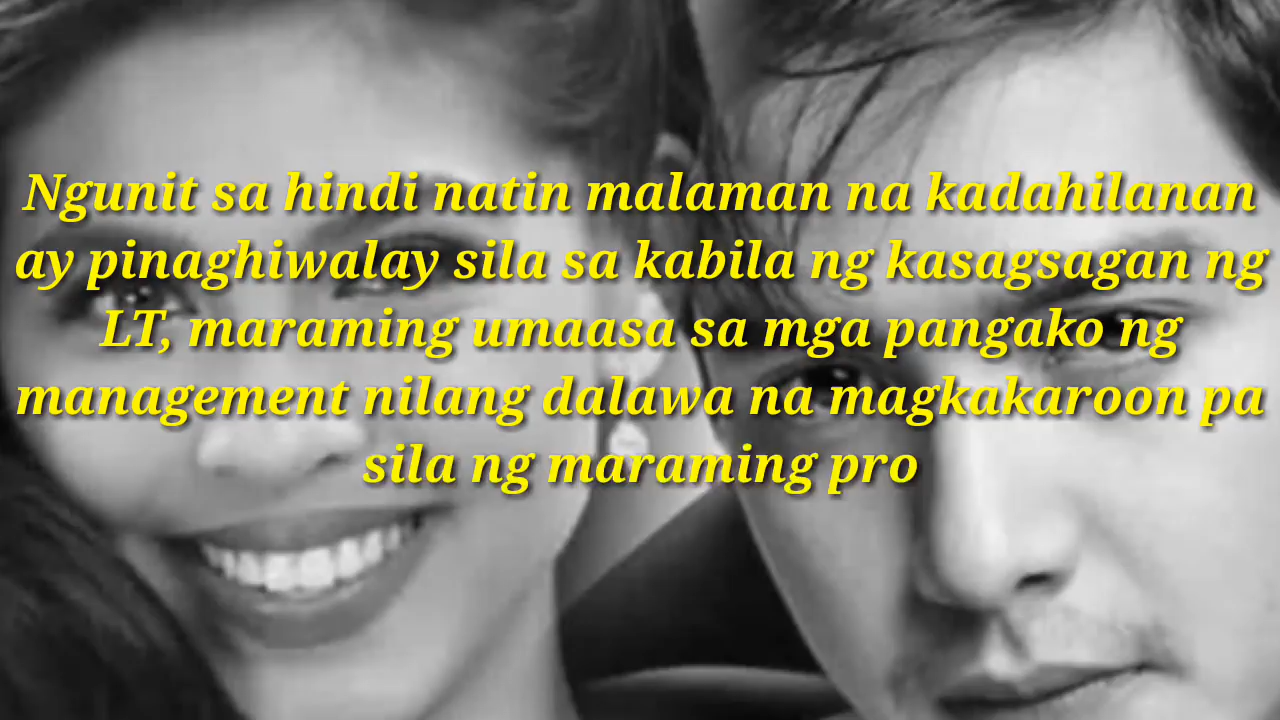 Ngunit sa hindi natin malaman na kadahilanan
ay pinaghiwalay sila sa kabila ng kasagsagan ng
LT, maraming umaasa sa mga pangako ng
management nilang dalawa na magkakaroon pa
sila ng maraming pro